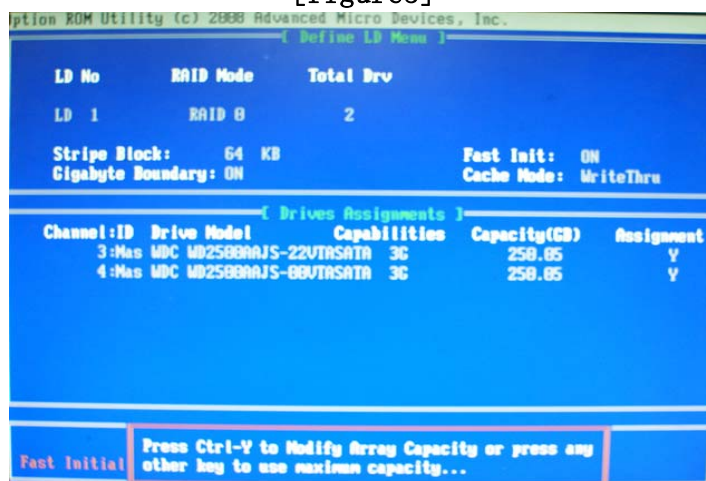 ption ROM Utility (c) 2008 Advanced Micro Devices, Inc.
[ Define LD Menu ]
LD No RAID Mode Total Drv
LD 1 RAID 0 2
Stripe Block: 64 KB Fast Init: ON
Gigabyte Boundary: ON Cache Mode: WriteThru
[ Drives Assignments ]
Channel:ID Drive Model Capabilities Capacity(GB) Assignment
3:Mas WDC WD2500AAJS-22VTASATA 3G 250.05 Y
4:Mas WDC WD2500AAJS-00VTASATA 3G 250.05 Y
Fast Initial
Press Ctrl-Y to Modify Array Capacity or press any
other key to use maximum capacity...